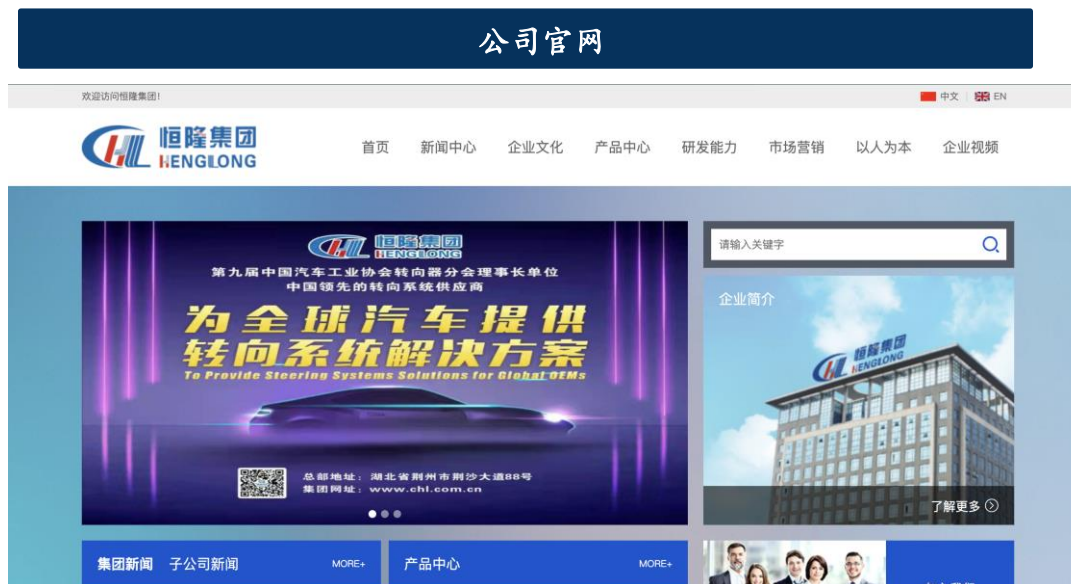 公司官网
欢迎访问恒隆集团!
中文 EN
恒隆集团
HENGLONG
首页 新闻中心 企业文化 产品中心 研发能力 市场营销 以人为本 企业视频
恒隆集团
HENGLONG
第九届中国汽车工业协会转向器分会理事长单位
中国领先的转向系统供应商
为全球汽车提供
转向系统解决方案
To Provide Steering Systems Solutions for Global OEMs
总部地址：湖北省荆州市荆沙大道88号
集团网址：www.chl.com.cn
请输入关键字
企业简介
恒隆集团
HENGLONG
了解更多
集团新闻 子公司新闻 MORE+
产品中心 MORE+